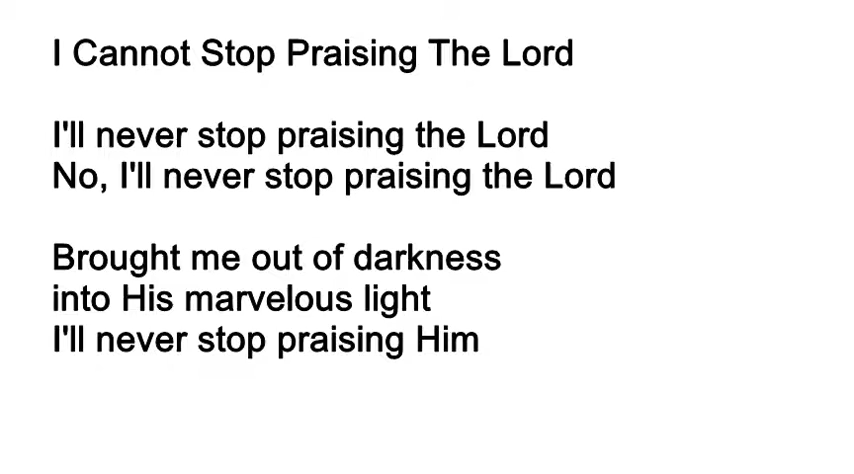 I Cannot Stop Praising The Lord
I'll never stop praising the Lord
No, I'll never stop praising the Lord
Brought me out of darkness
into His marvelous light
I'll never stop praising Him